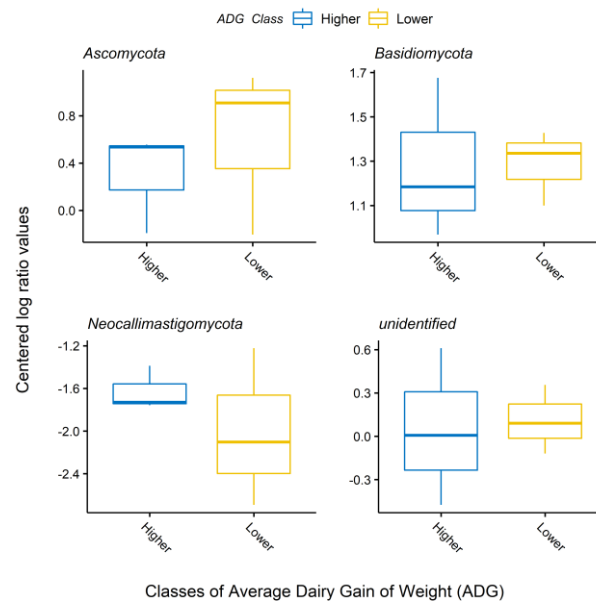 ADG Class Higher Lower
Ascomycota
Basidiomycota
0.8
0.4
0.0
1.7
1.5
1.3
1.1
Higher
Lower
Higher
Lower
Centered log ratio values
Neocallimastigomycota
unidentified
-1.2
-1.6
-2.0
-2.4
0.6
0.3
0.0
-0.3
Higher
Lower
Higher
Lower
Classes of Average Dairy Gain of Weight (ADG)